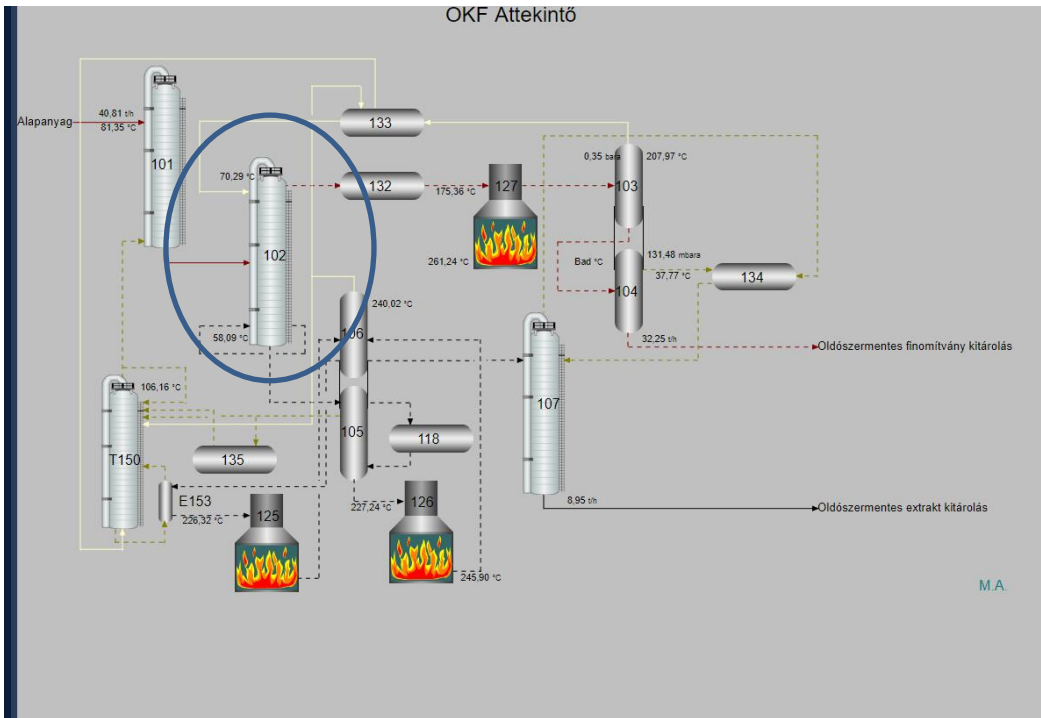 OKF Attekintő
Alapanyag
40,81 t/h
81,35 °C
101
133
70,29 °C
132
175,36 °C
127
0,35 bara
207,97 °C
103
102
261,24 °C
Bad °C
131,48 mbara
37,77 °C
134
104
240,02 °C
58,09 °C
106
32,25 t/h
Oldószermentes finomítvány kitárolás
106,16 °C
107
105
118
T150
135
E153
226,32 °C
125
227,24 °C
126
8,95 t/h
Oldószermentes extrakt kitárolás
245,90 °C
M.A.